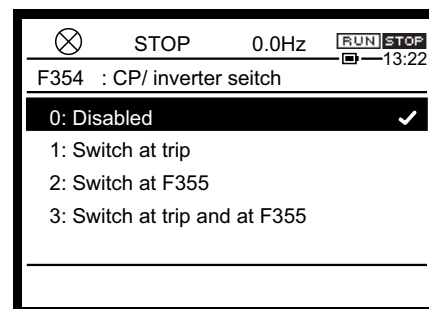 STOP 0.0Hz RUN STOP
13:22
F354 : CP/ inverter seitch
0: Disabled
1: Switch at trip
2: Switch at F355
3: Switch at trip and at F355